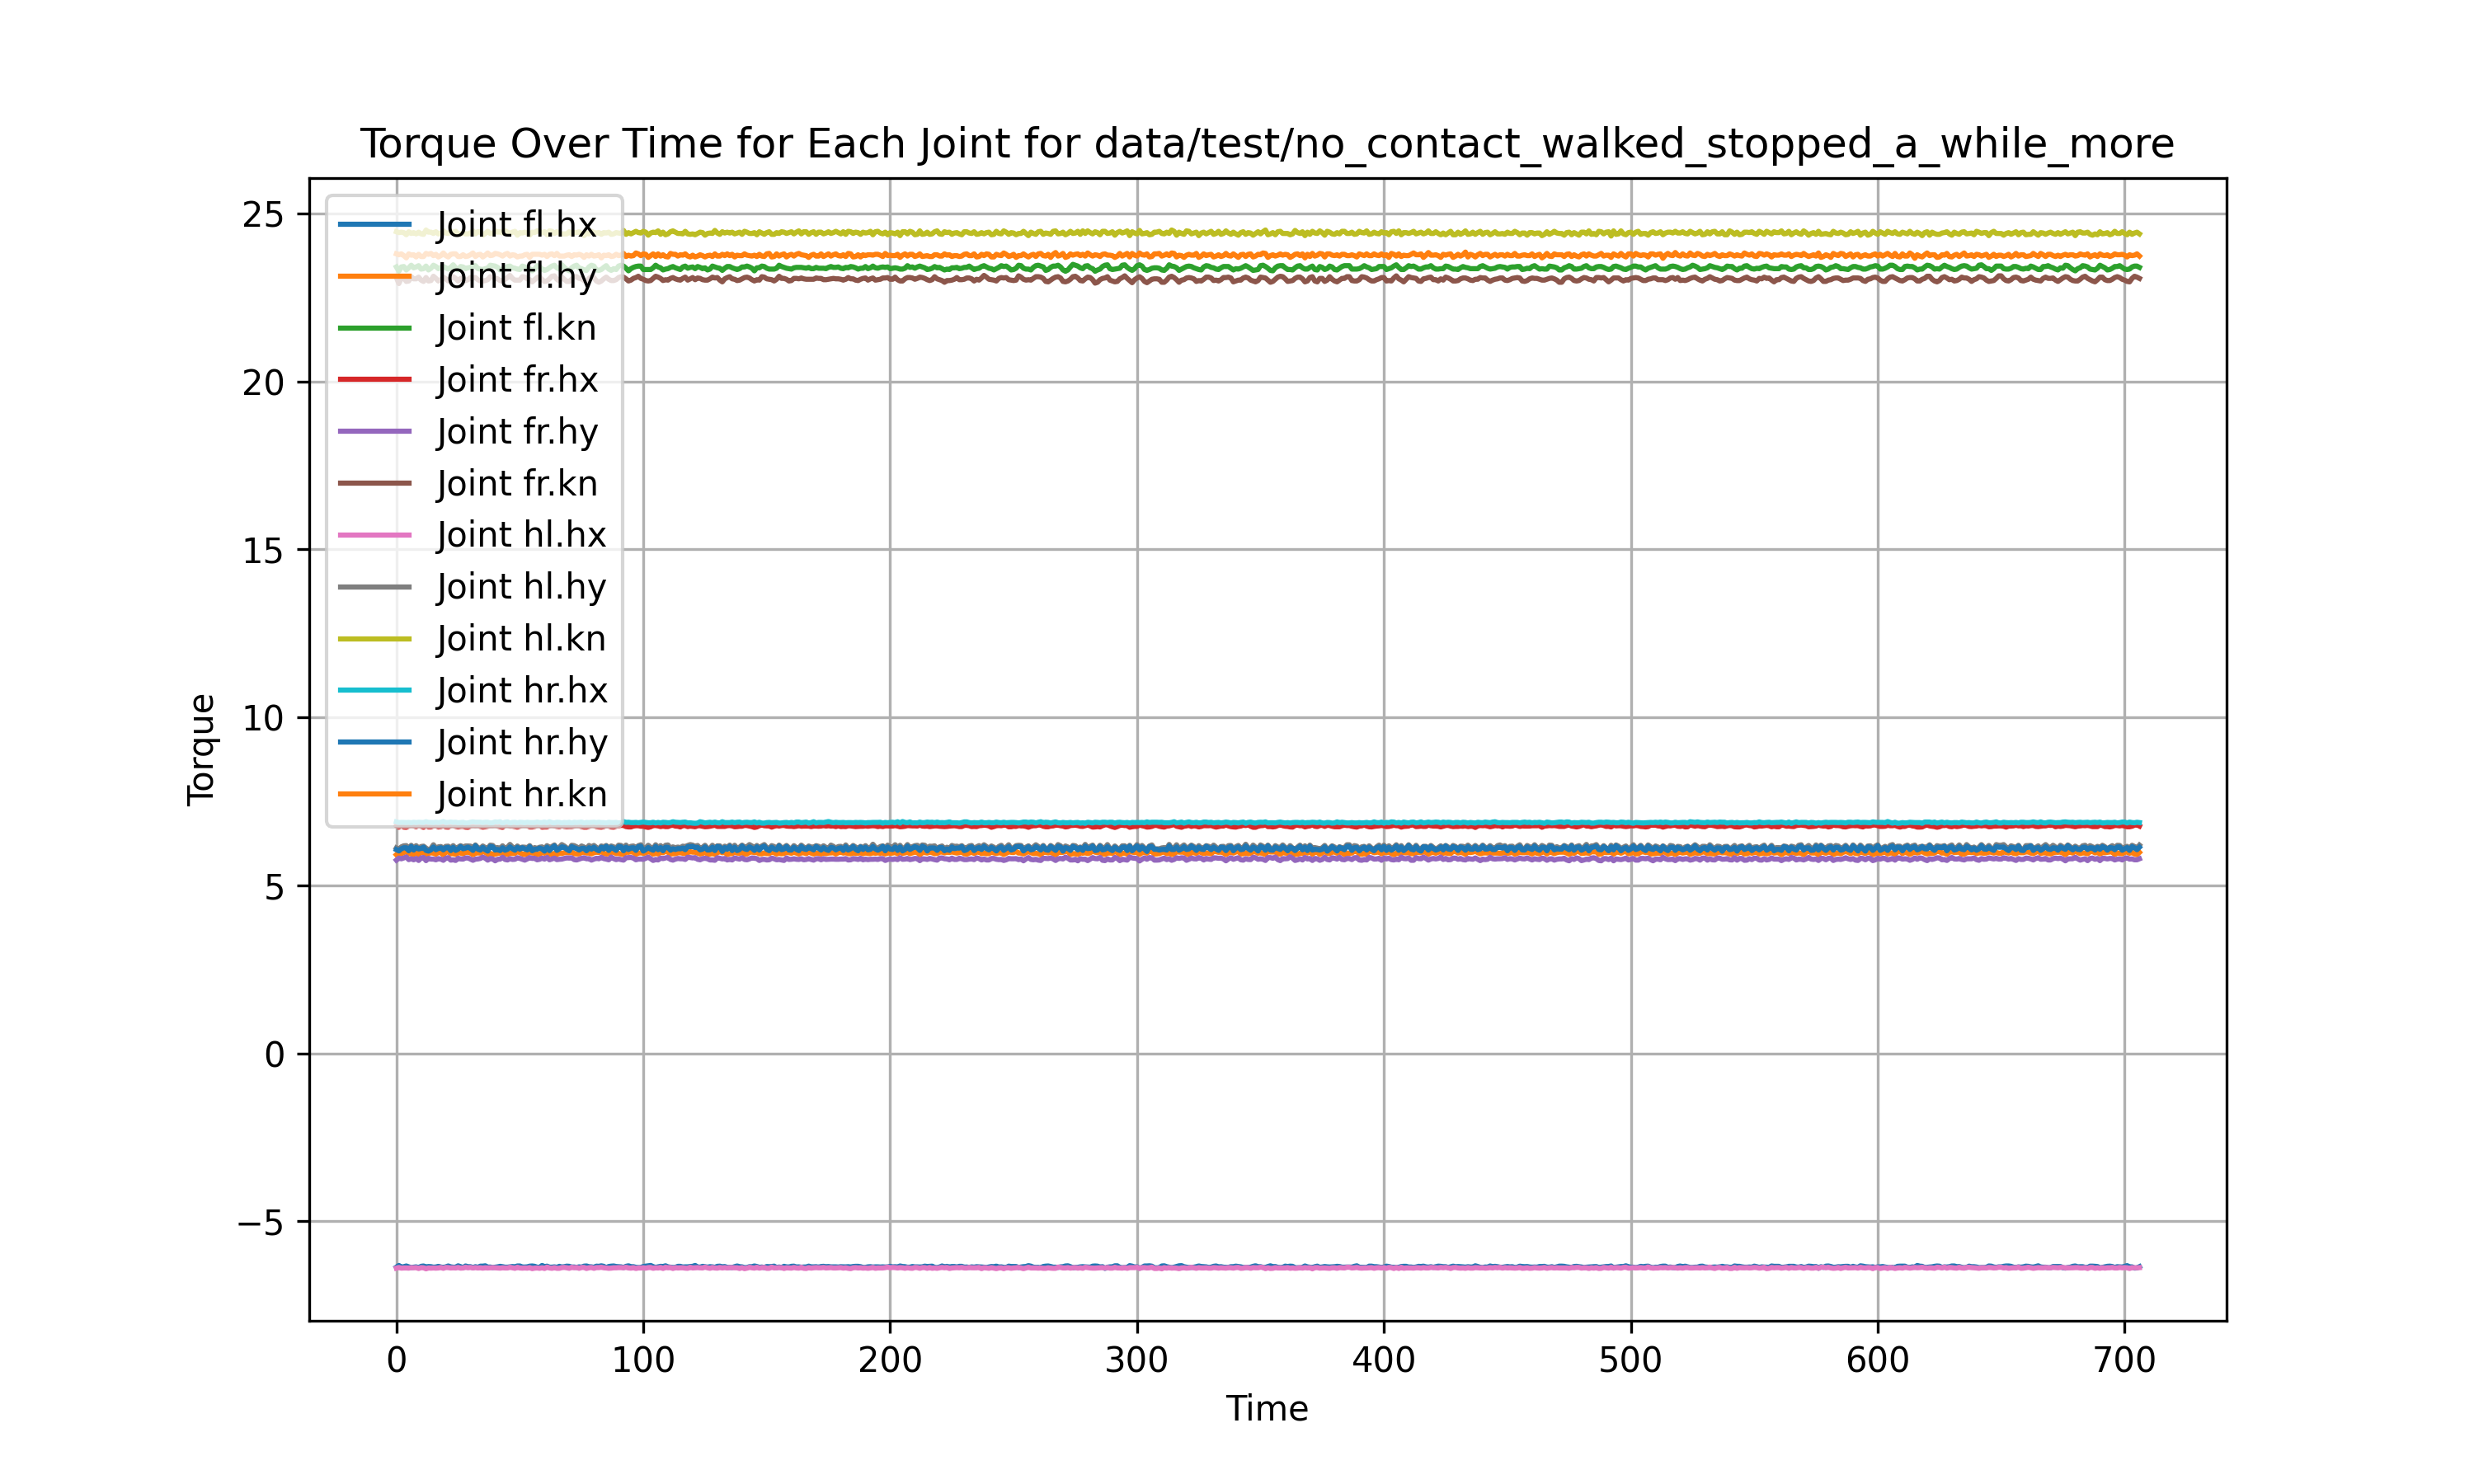 Torque Over Time for Each Joint for data/test/no_contact_walked_stopped_a_while_more
25
20
15
10
5
0
−5
Torque
Joint fl.hx
Joint fl.hy
Joint fl.kn
Joint fr.hx
Joint fr.hy
Joint fr.kn
Joint hl.hx
Joint hl.hy
Joint hl.kn
Joint hr.hx
Joint hr.hy
Joint hr.kn
0 100 200 300 400 500 600 700
Time